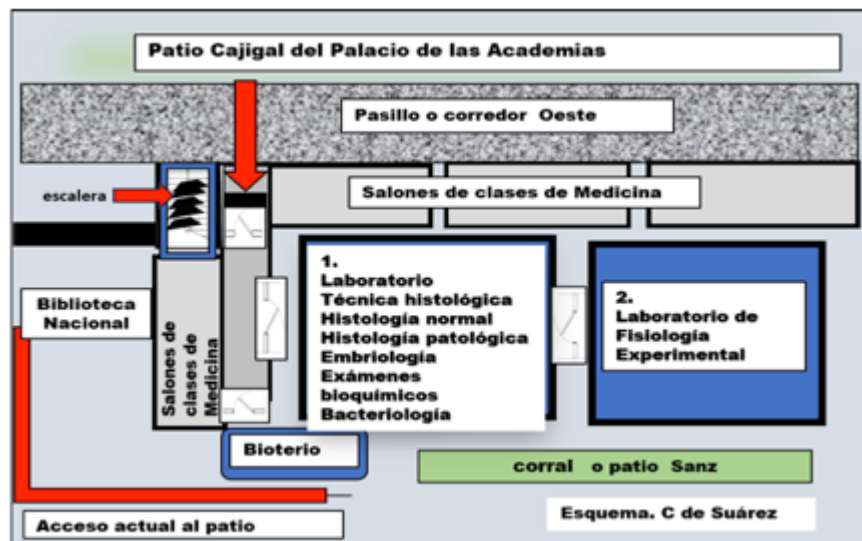 Patio Cajigal del Palacio de las Academias
Pasillo o corredor Oeste
escalera
Salones de clases de Medicina
Biblioteca
Nacional
Salones de
clases de
Medicina
1.
Laboratorio
Técnica histológica
Histología normal
Histología patológica
Embriología
Exámenes
bioquímicos
Bacteriología
2.
Laboratorio de
Fisiología
Experimental
Bioterio
corral o patio Sanz
Acceso actual al patio
Esquema. C de Suárez